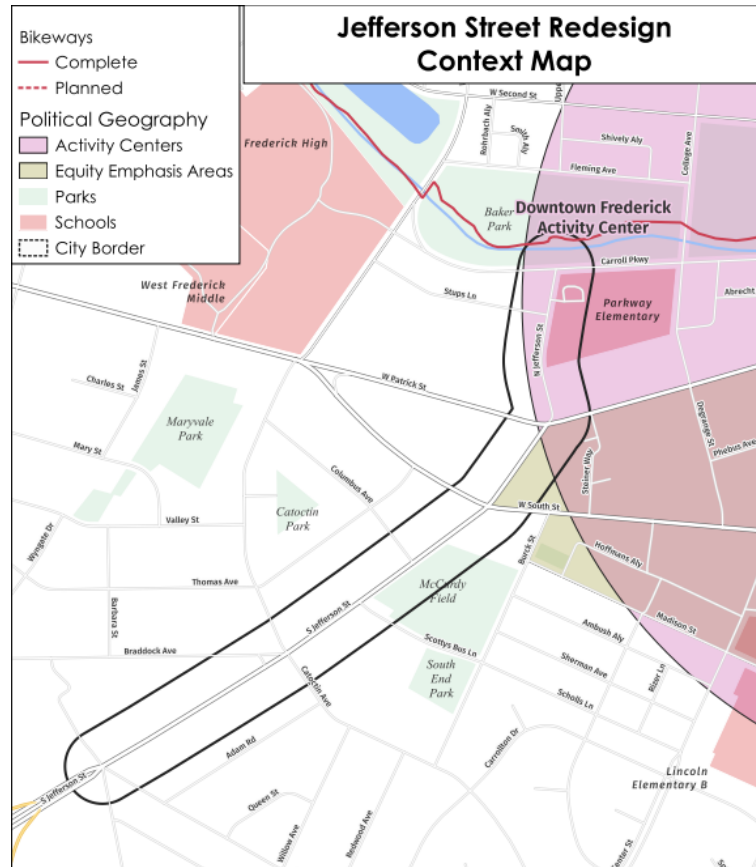 Jefferson Street Redesign
Context Map
Bikeways
Complete
Planned
Political Geography
Activity Centers
Equity Emphasis Areas
Parks
Schools
City Border
W Second St
Rohrbach Aly
Smith Aly
Shively Aly
College Ave
Fleming Ave
Frederick High
Baker
Park
Downtown Frederick
Activity Center
Carroll Pkwy
West Frederick
Middle
Stups Ln
Parkway
Elementary
Abrecht
N Jefferson St
James St
Charles St
W Patrick St
Maryvale
Park
Degrange St
Phebus Ave
Steiner Way
Mary St
Columbus Ave
Catoctin
Park
W South St
Valley St
Wyngate Dr
Burck St
Hoffmans Aly
Thomas Ave
McCurdy
Field
Barbara St
S Jefferson St
Madison St
Ambush Aly
Scottys Bus Ln
Braddock Ave
Sherman Ave
South
End
Park
Rizer Ln
Catoctin Ave
Scholls Ln
Adam Rd
Carrollton Dr
Lincoln
Elementary B
S Jefferson St
Queen St
Willow Ave
Redwood Ave